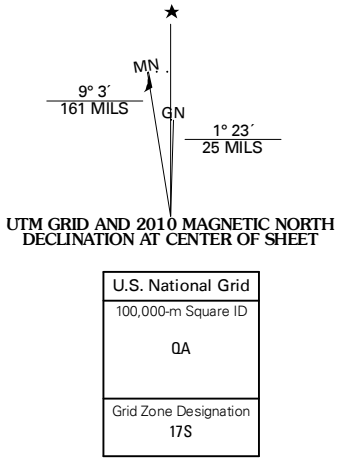 ★
MN
9° 3´
161 MILS
GN
1° 23´
25 MILS
UTM GRID AND 2010 MAGNETIC NORTH
DECLINATION AT CENTER OF SHEET
U.S. National Grid
100,000-m Square ID
QA
Grid Zone Designation
17S